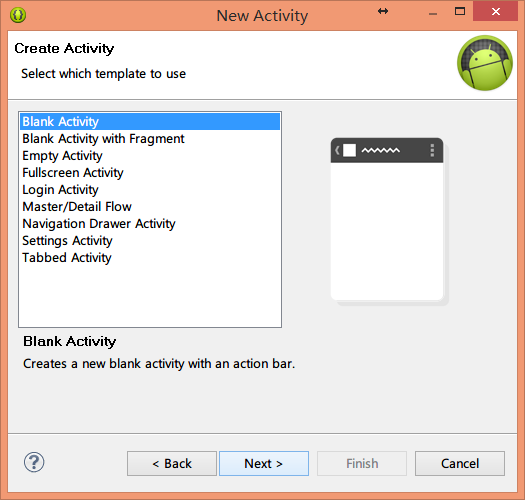 New Activity
Create Activity
Select which template to use
Blank Activity
Blank Activity with Fragment
Empty Activity
Fullscreen Activity
Login Activity
Master/Detail Flow
Navigation Drawer Activity
Settings Activity
Tabbed Activity
Blank Activity
Creates a new blank activity with an action bar.
? < Back Next > Finish Cancel